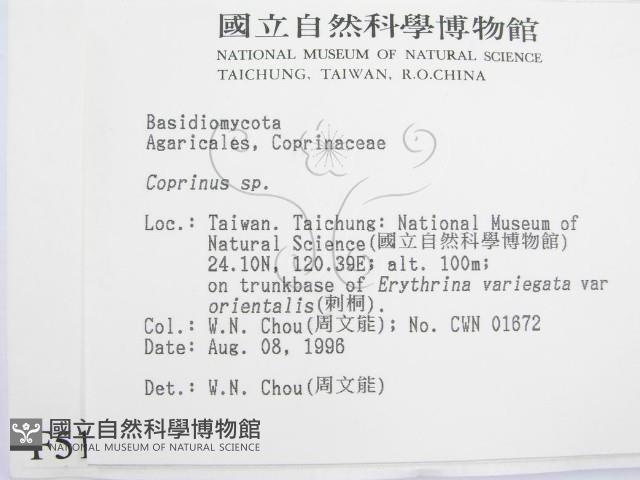 國立自然科學博物館
NATIONAL MUSEUM OF NATURAL SCIENCE
TAICHUNG, TAIWAN, R.O.CHINA
Basidiomycota
Agaricales, Coprinaceae
Coprinus sp.
Loc.: Taiwan. Taichung: National Museum of
Natural Science(國立自然科學博物館)
24.10N, 120.39E; alt. 100m;
on trunkbase of Erythrina variegata var
orientalis(刺桐).
Col.: W.N. Chou(周文能); No. CWN 01672
Date: Aug. 08, 1996
Det.: W.N. Chou(周文能)
國立自然科學博物館
NATIONAL MUSEUM OF NATURAL SCIENCE
F51